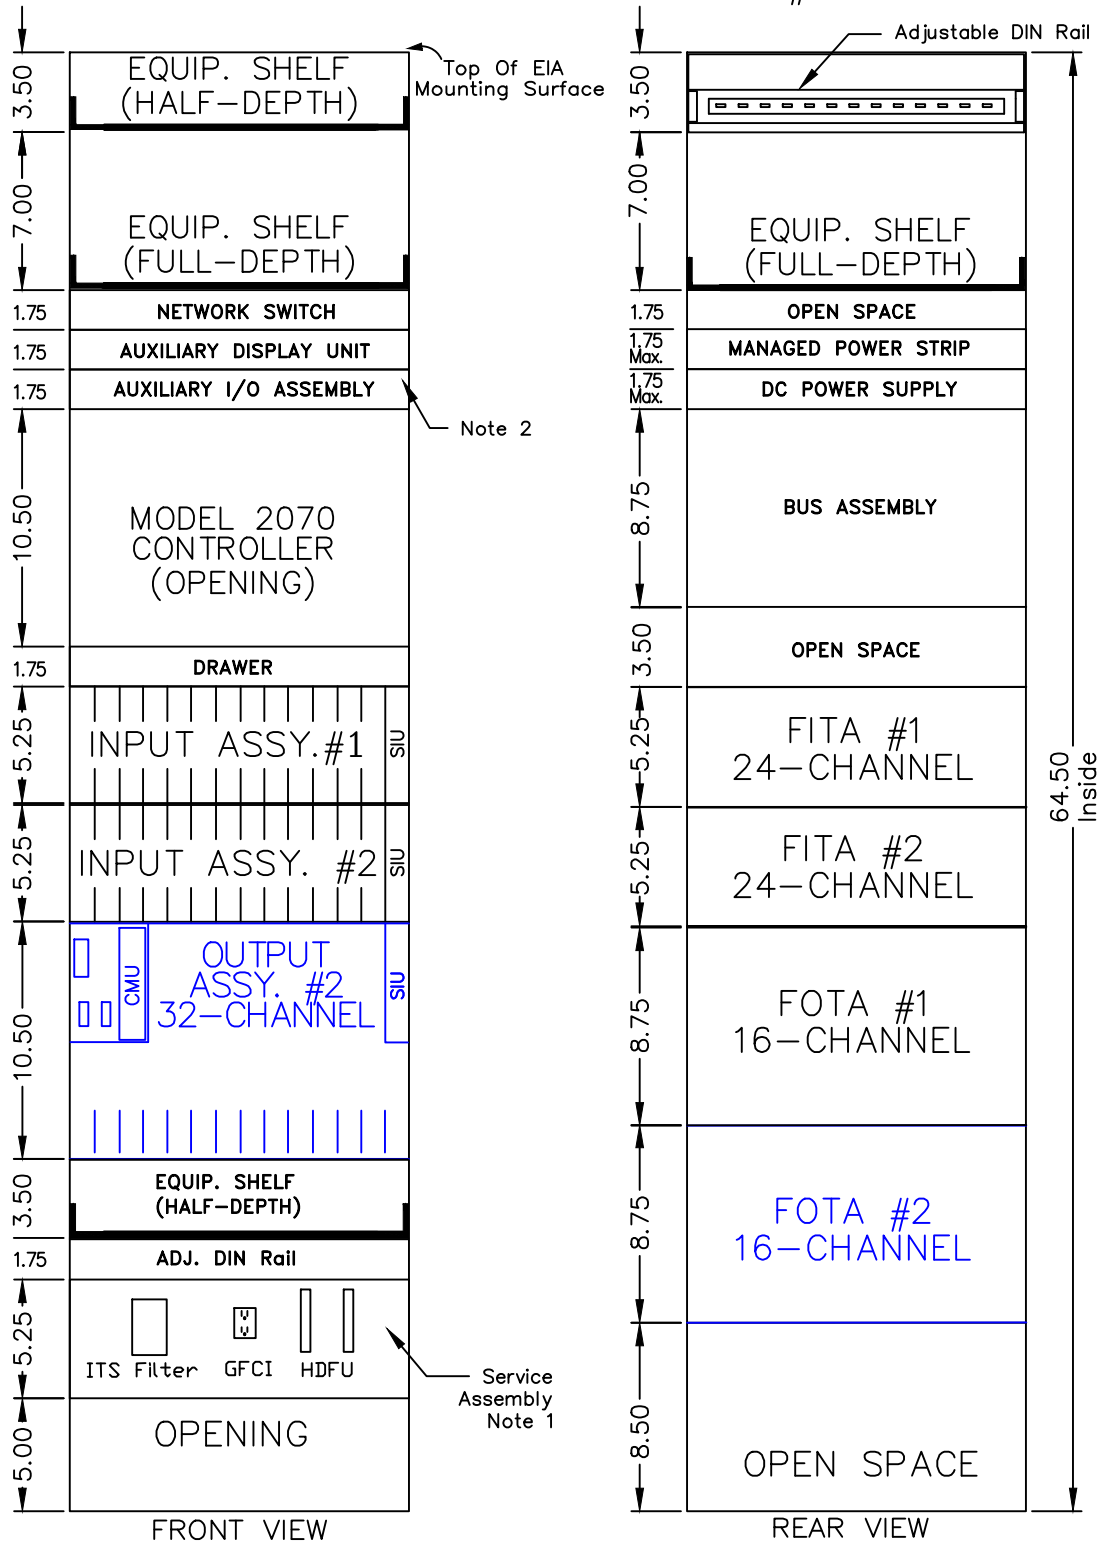 #
Adjustable DIN Rail
3.50
EQUIP. SHELF
(HALF-DEPTH)
Top Of EIA
Mounting Surface
7.00
EQUIP. SHELF
(FULL-DEPTH)
1.75
NETWORK SWITCH
1.75
AUXILIARY DISPLAY UNIT
1.75
AUXILIARY I/O ASSEMBLY
Note 2
10.50
MODEL 2070
CONTROLLER
(OPENING)
1.75
DRAWER
5.25
INPUT ASSY.#1
SIU
5.25
INPUT ASSY. #2
SIU
10.50
CMU
OUTPUT
ASSY. #2
32-CHANNEL
SIU
3.50
EQUIP. SHELF
(HALF-DEPTH)
1.75
ADJ. DIN Rail
5.25
ITS Filter
GFCI
HDFU
Service
Assembly
Note 1
5.00
OPENING
FRONT VIEW
3.50
7.00
EQUIP. SHELF
(FULL-DEPTH)
1.75
OPEN SPACE
1.75
Max.
MANAGED POWER STRIP
1.75
Max.
DC POWER SUPPLY
8.75
BUS ASSEMBLY
3.50
OPEN SPACE
5.25
FITA #1
24-CHANNEL
5.25
FITA #2
24-CHANNEL
8.75
FOTA #1
16-CHANNEL
8.75
FOTA #2
16-CHANNEL
8.50
OPEN SPACE
64.50
Inside
REAR VIEW